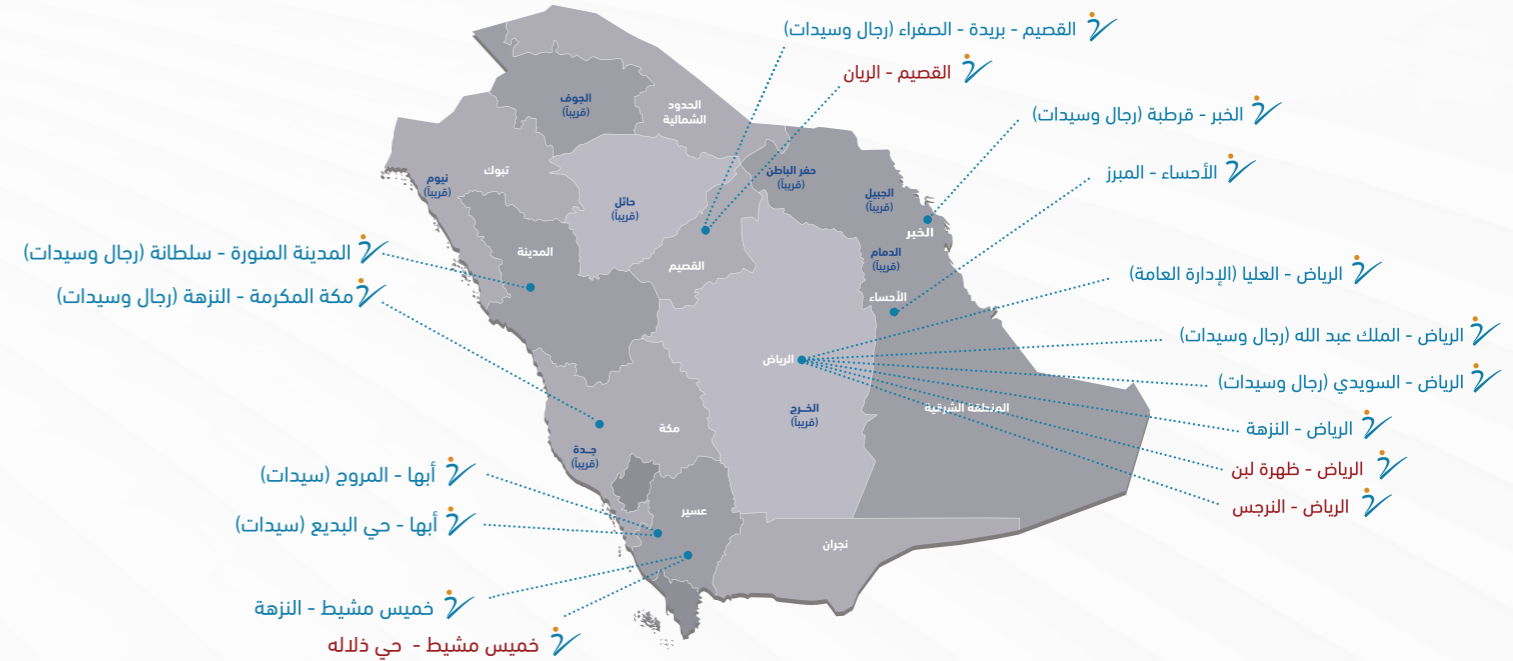 القصيم - بريدة - الصفراء (رجال وسيدات)
القصيم - الريان
الخبر - قرطبة (رجال وسيدات)
الأحساء - المبرز
الرياض - العليا (الإدارة العامة)
الرياض - الملك عبد الله (رجال وسيدات)
الرياض - السويدي (رجال وسيدات)
الرياض - النزهة
الرياض - ظهرة لبن
الرياض - النرجس
المدينة المنورة - سلطانة (رجال وسيدات)
مكة المكرمة - النزهة (رجال وسيدات)
أبها - المروج (سيدات)
أبها - حي البديع (سيدات)
خميس مشيط - النزهة
خميس مشيط - حي ذلاله
الجوف
(قريباً)
الحدود
الشمالية
تبوك
نيوم
(قريباً)
حائل
(قريباً)
حفر الباطن
(قريباً)
الجبيل
(قريباً)
الخبر
الدمام
(قريباً)
الأحساء
المدينة
القصيم
الرياض
الخـرج
(قريباً)
المنطقة الشرقية
مكة
جـدة
(قريباً)
عسير
نجران